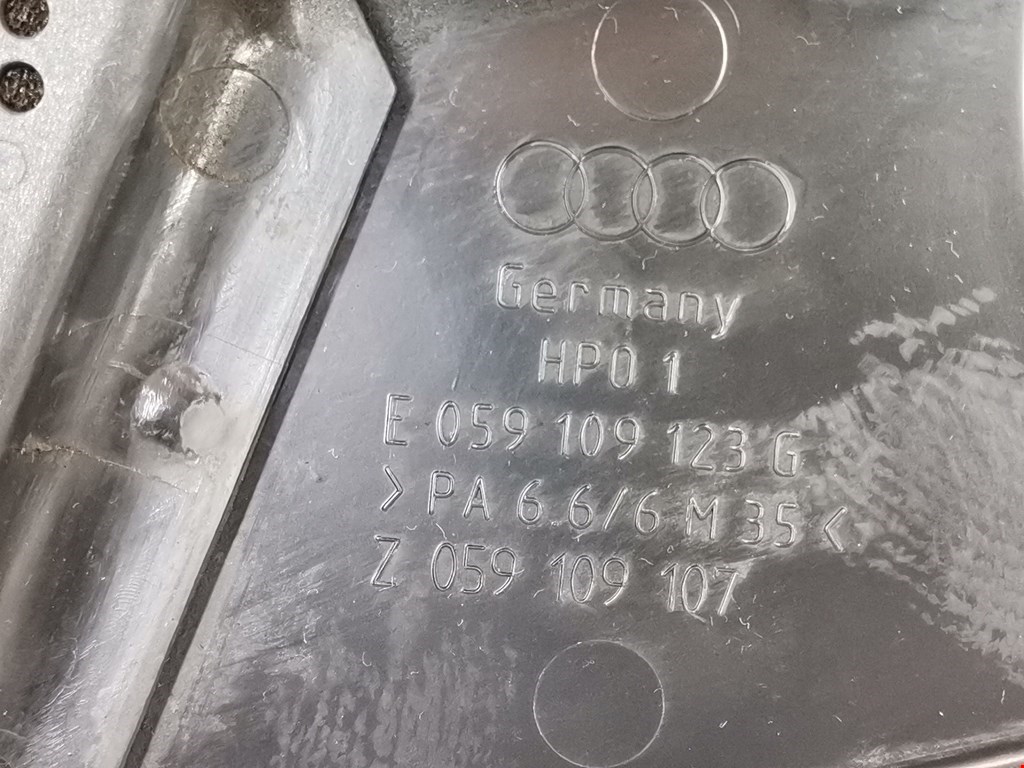 Germany
HP0 1
E 059 109 123 G
> PA 6.6/6 M 35 <
Z 059 109 107